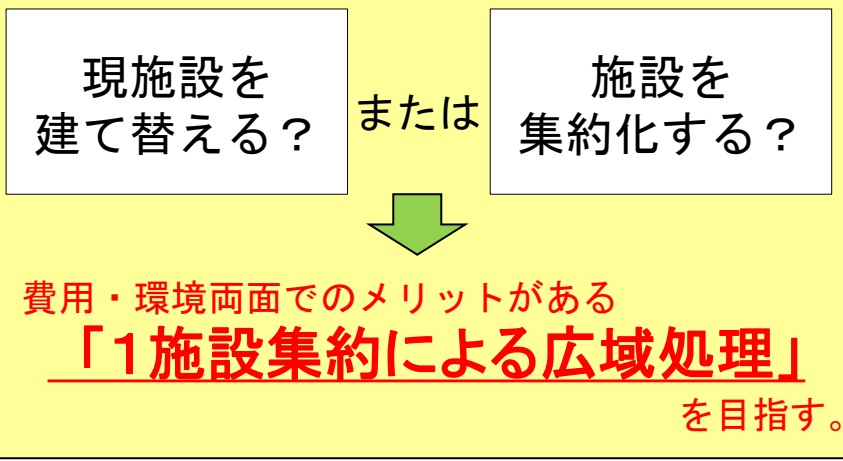 現施設を
建て替える？
または
施設を
集約化する？
費用・環境両面でのメリットがある
「１施設集約による広域処理」
を目指す。